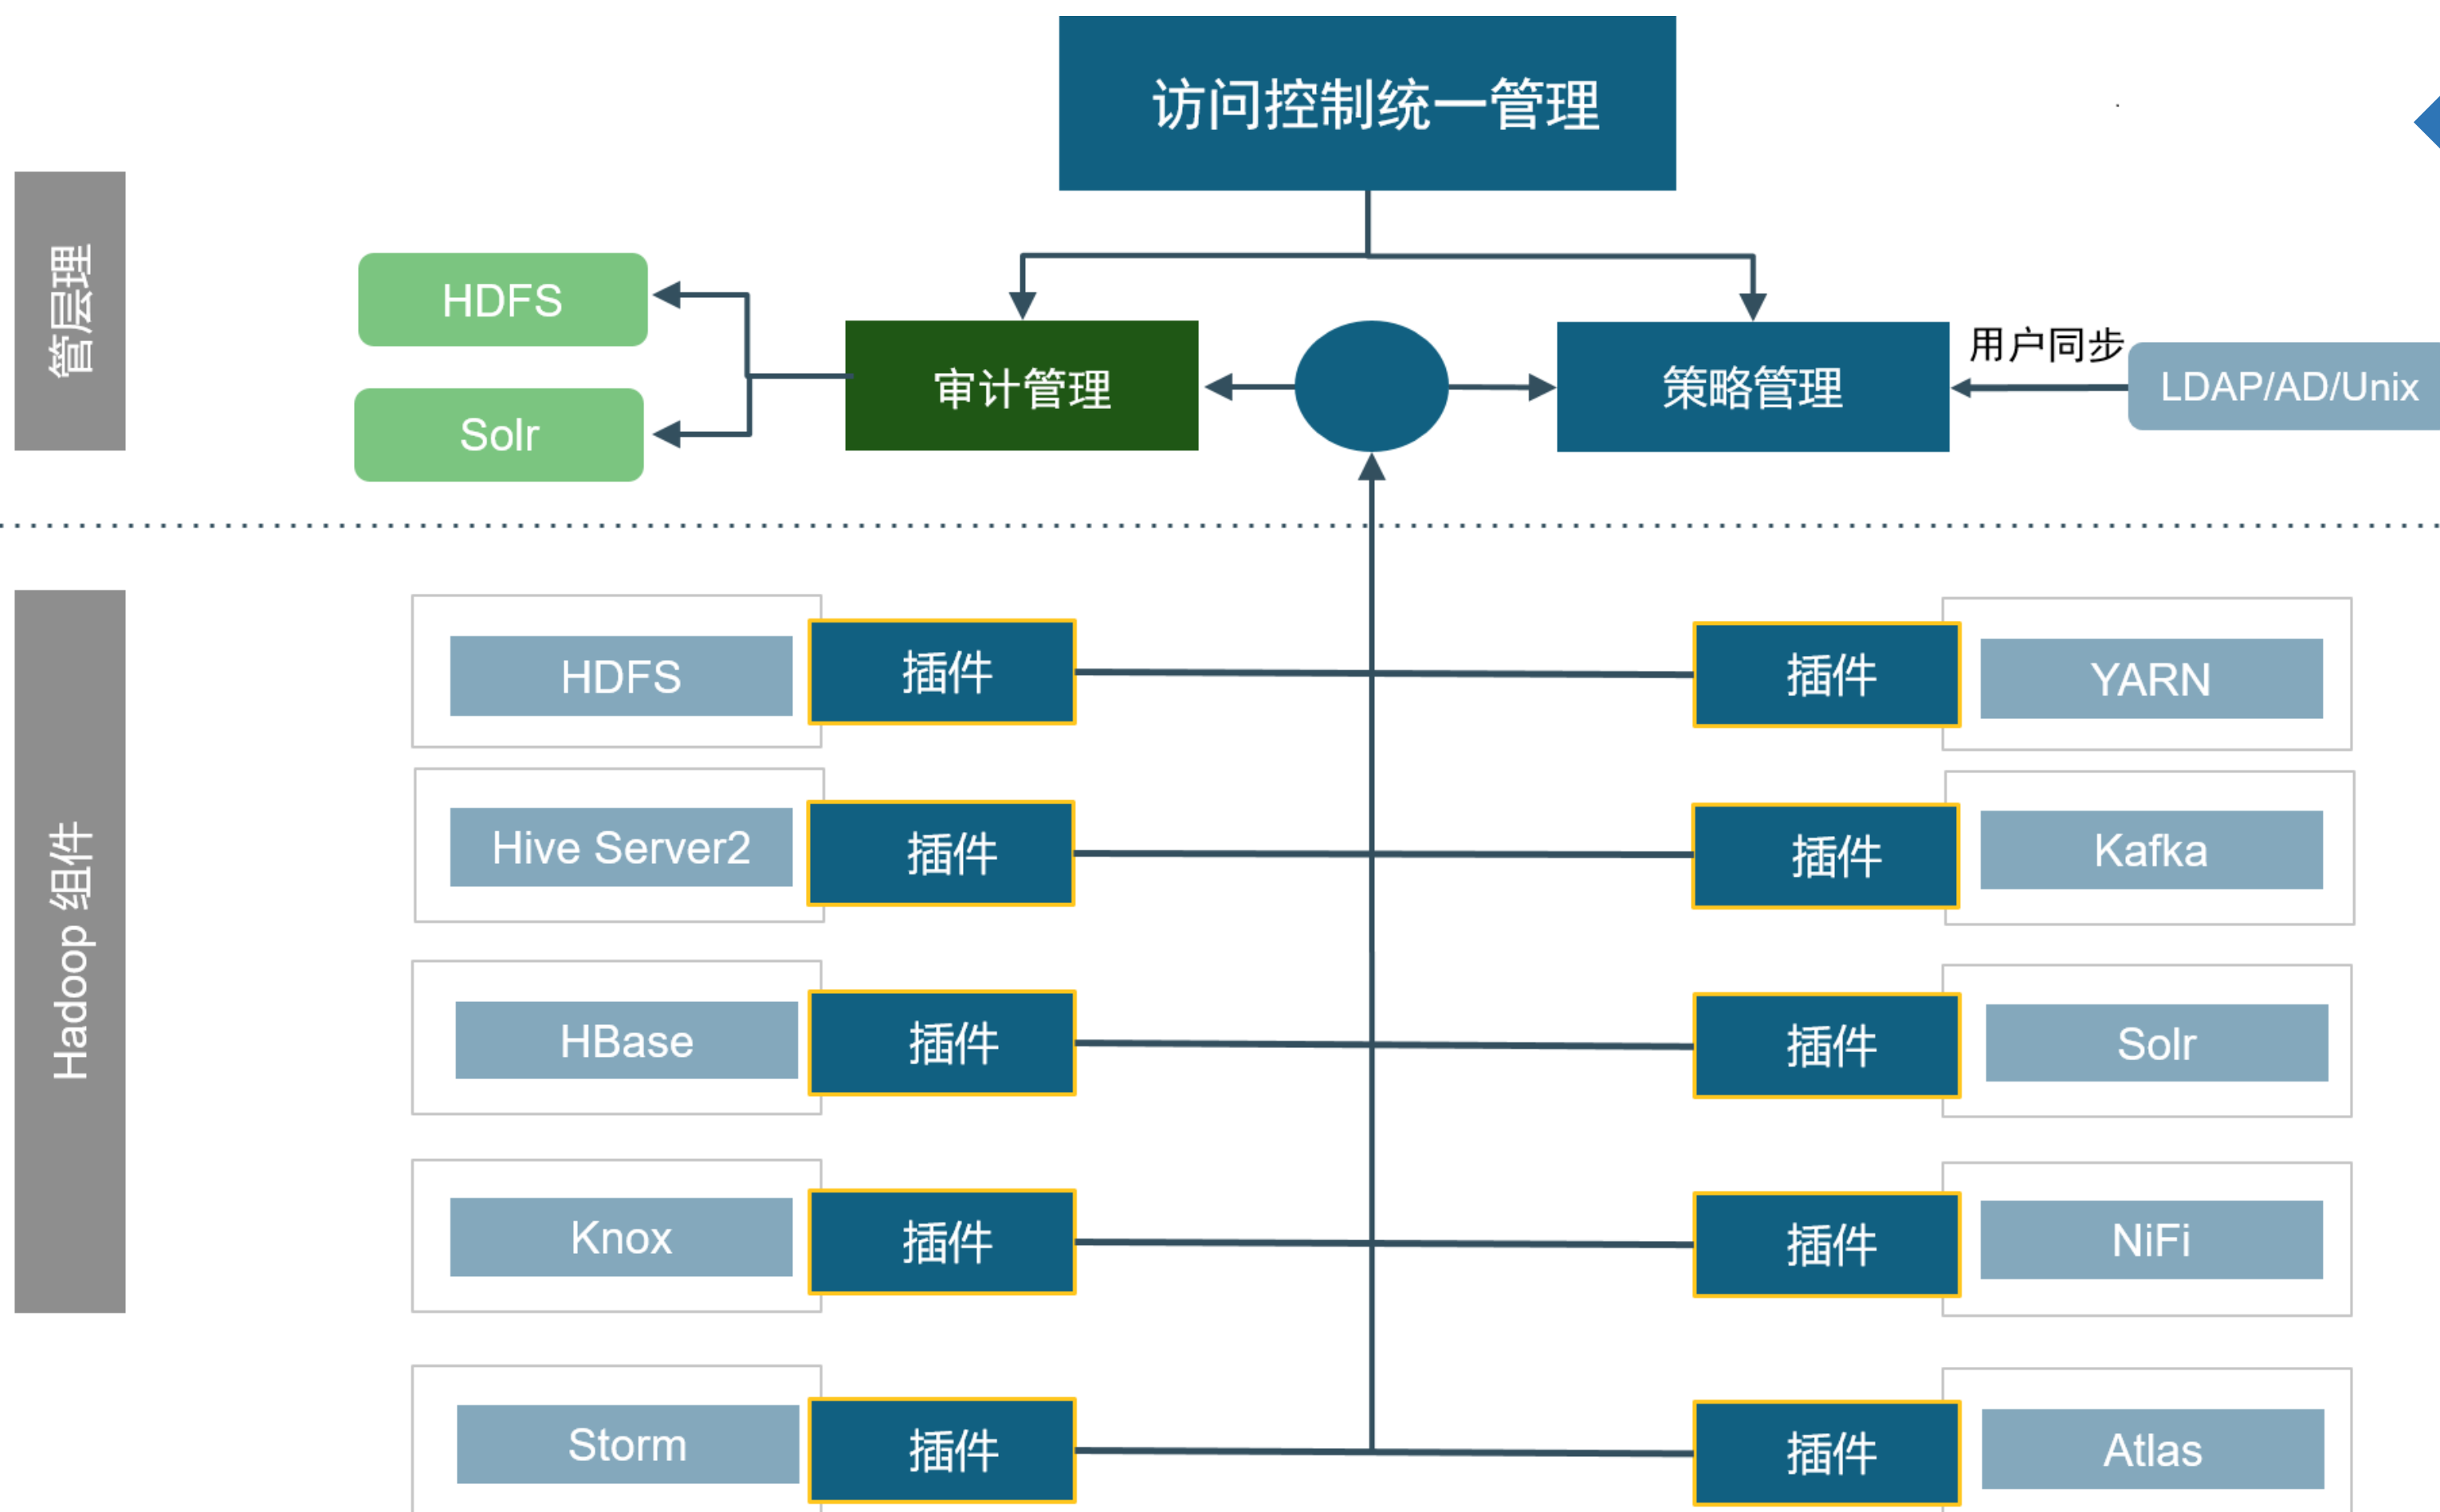 访问控制统一管理
管层理
HDFS
Solr
审计管理
策略管理
用户同步
LDAP/AD/Unix
Hadoop 组件
HDFS
插件
插件
YARN
Hive Server2
插件
插件
Kafka
HBase
插件
插件
Solr
Knox
插件
插件
NiFi
Storm
插件
插件
Atlas